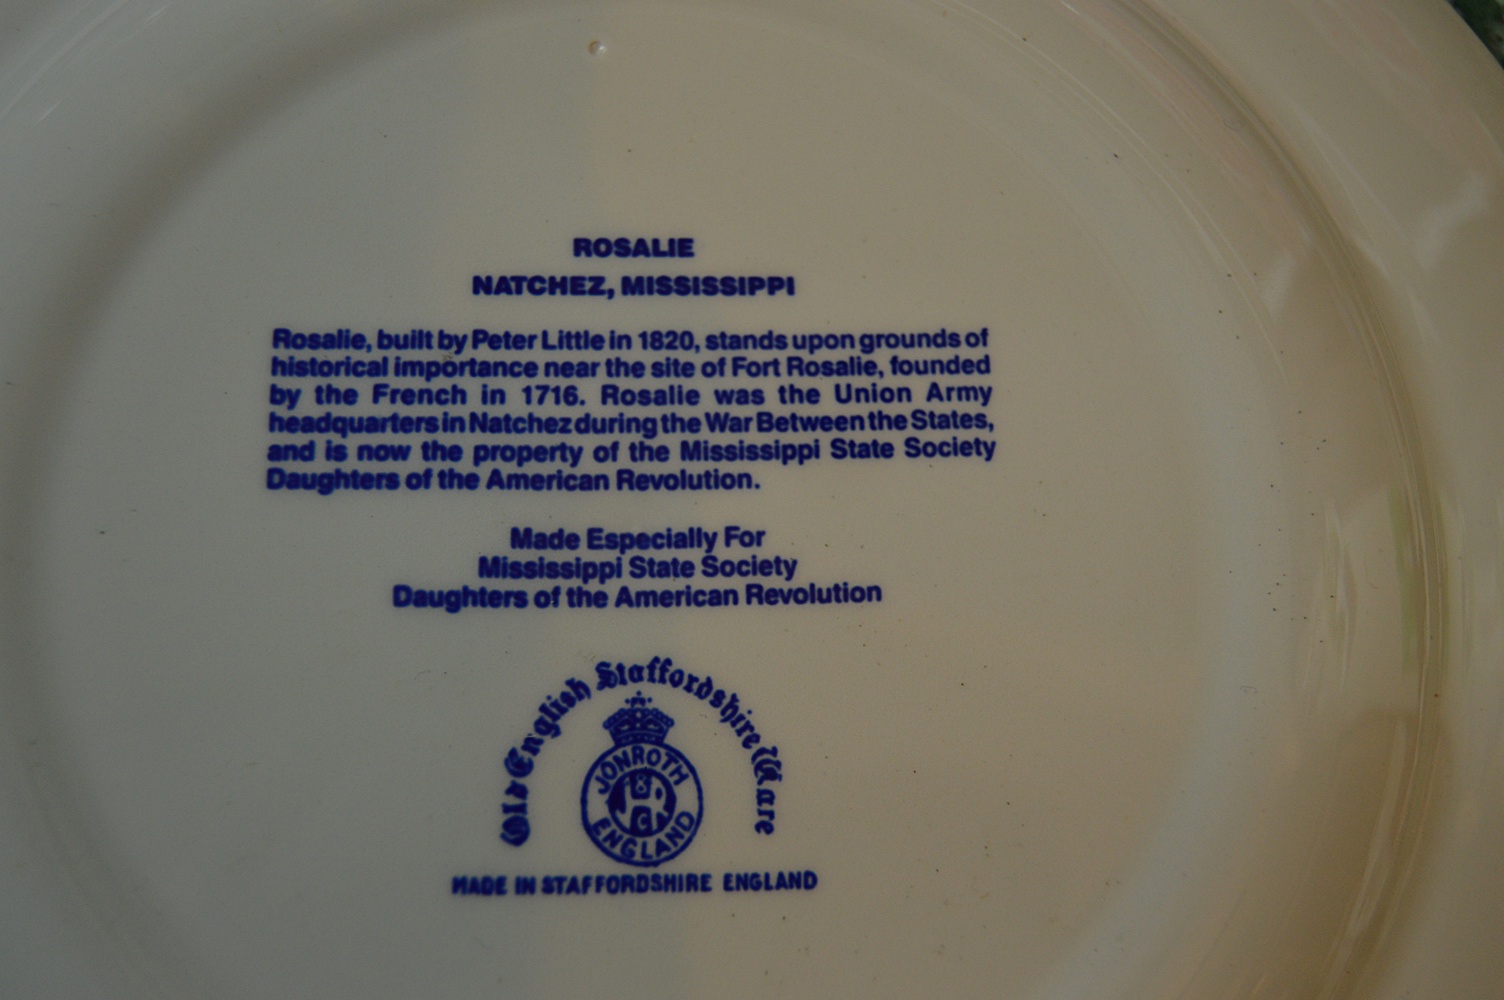 ROSALIE
NATCHEZ, MISSISSIPPI
Rosalie, built by Peter Little in 1820, stands upon grounds of
historical importance near the site of Fort Rosalie, founded
by the French in 1716. Rosalie was the Union Army
headquarters in Natchez during the War Between the States,
and is now the property of the Mississippi State Society
Daughters of the American Revolution.
Made Especially For
Mississippi State Society
Daughters of the American Revolution
Old English Staffordshire Ware
JONROTH
ENGLAND
MADE IN STAFFORDSHIRE ENGLAND